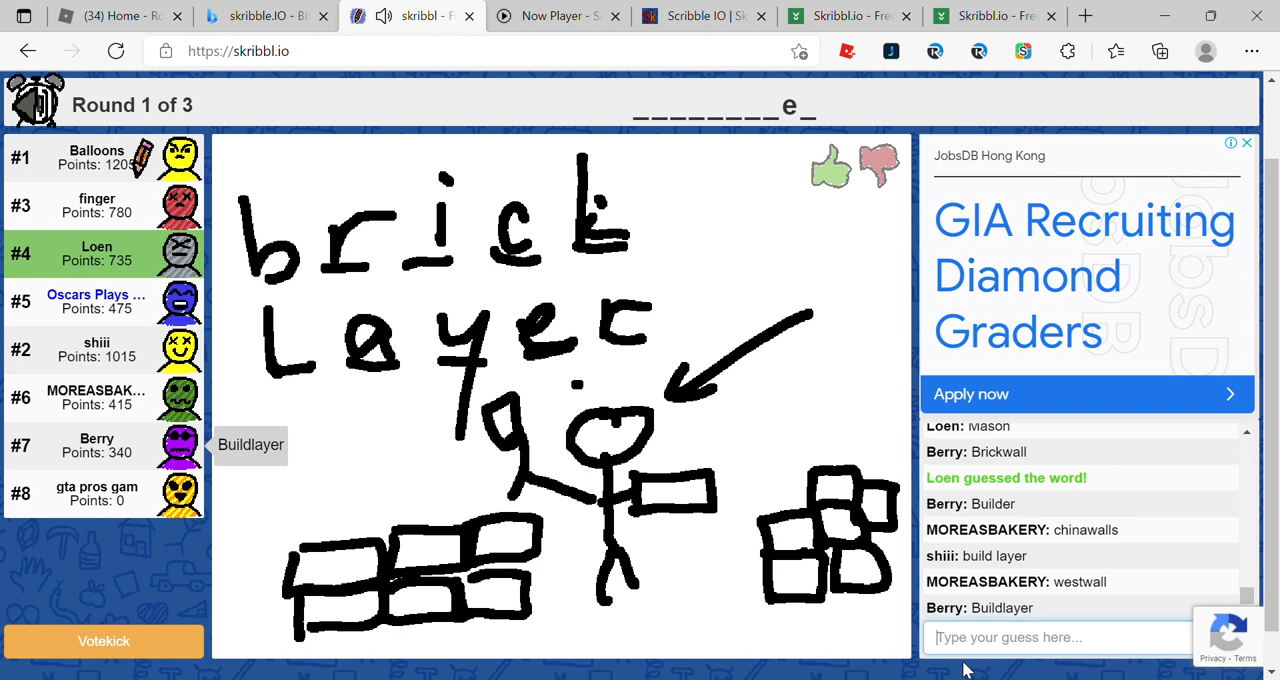 (34) Home - Ro
skribble.IO - Bin
skribbl - F
Now Player - S
Scribble IO | Sk
Skribbl.io - Free
Skribbl.io - Free
https://skribbl.io
Round 1 of 3
________e_
#1 Balloons
Points: 1205
#3 finger
Points: 780
#4 Loen
Points: 735
#5 Oscars Plays ...
Points: 475
#2 shiii
Points: 1015
#6 MOREASBAK...
Points: 415
#7 Berry
Points: 340
#8 gta pros gam
Points: 0
Votekick
Buildlayer
brick
Layer
JobsDB Hong Kong
GIA Recruiting
Diamond
Graders
Apply now
Loen: Mason
Berry: Brickwall
Loen guessed the word!
Berry: Builder
MOREASBAKERY: chinawalls
shiii: build layer
MOREASBAKERY: westwall
Berry: Buildlayer
Type your guess here...
Privacy - Terms